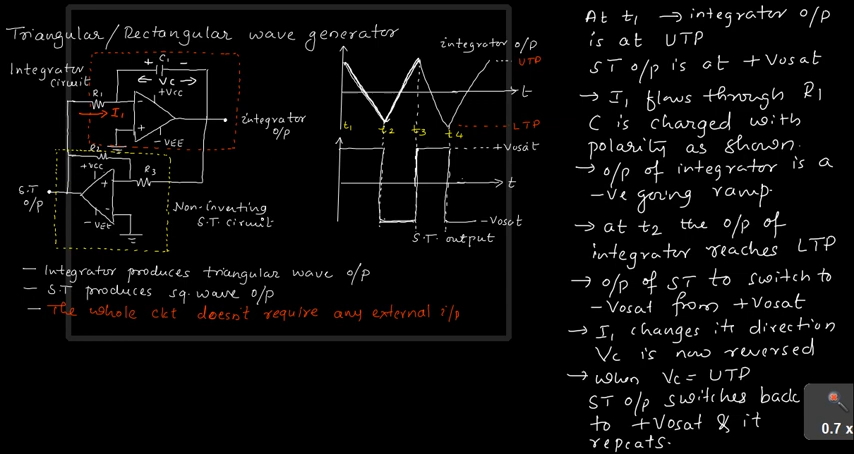 Triangular/Rectangular wave generator
Integrator
circuit
C1
+ −
Vc
R1
I1
+Vcc
−
+
−VEE
integrator
o/p
R2
+Vcc
+
−
R3
S.T
o/p
−VEE
Non-inverting
S.T. circuit
integrator o/p
UTP
t
LTP
t1 t2 t3 t4
+Vosat
t
−Vosat
S.T. output
− Integrator produces triangular wave o/p
− S.T produces sq.wave o/p
− The whole ckt doesn't require any external i/p
At t1 → integrator o/p
is at UTP
ST o/p is at +Vosat
→ I1 flows through R1
C is charged with
polarity as shown.
→ o/p of integrator is a
−ve going ramp.
→ at t2 the o/p of
integrator reaches LTP
→ o/p of ST to switch to
−Vosat from +Vosat
→ I1 changes its direction
Vc is now reversed
→ when Vc = UTP
ST o/p switches back
to +Vosat & it
repeats.
0.7 x